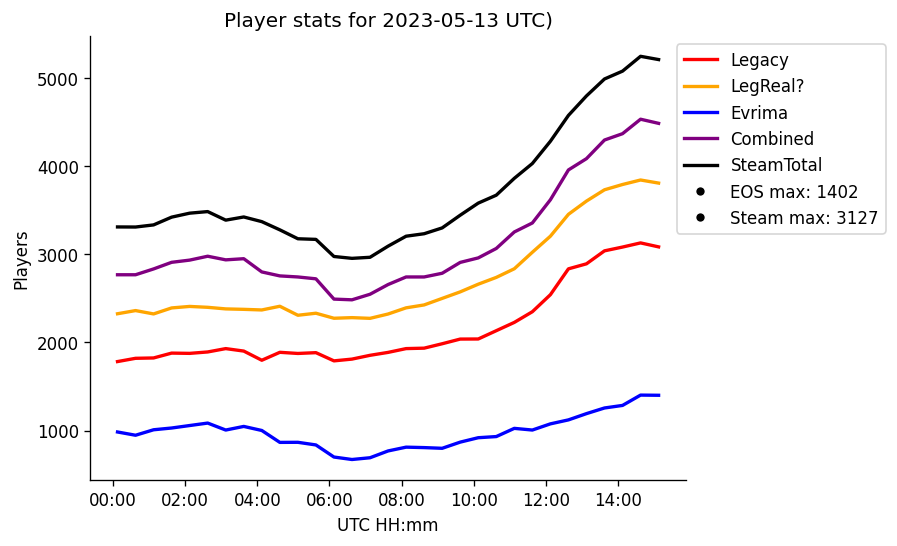 Player stats for 2023-05-13 UTC)
Players
5000
4000
3000
2000
1000
00:00 02:00 04:00 06:00 08:00 10:00 12:00 14:00
UTC HH:mm
Legacy
LegReal?
Evrima
Combined
SteamTotal
EOS max: 1402
Steam max: 3127